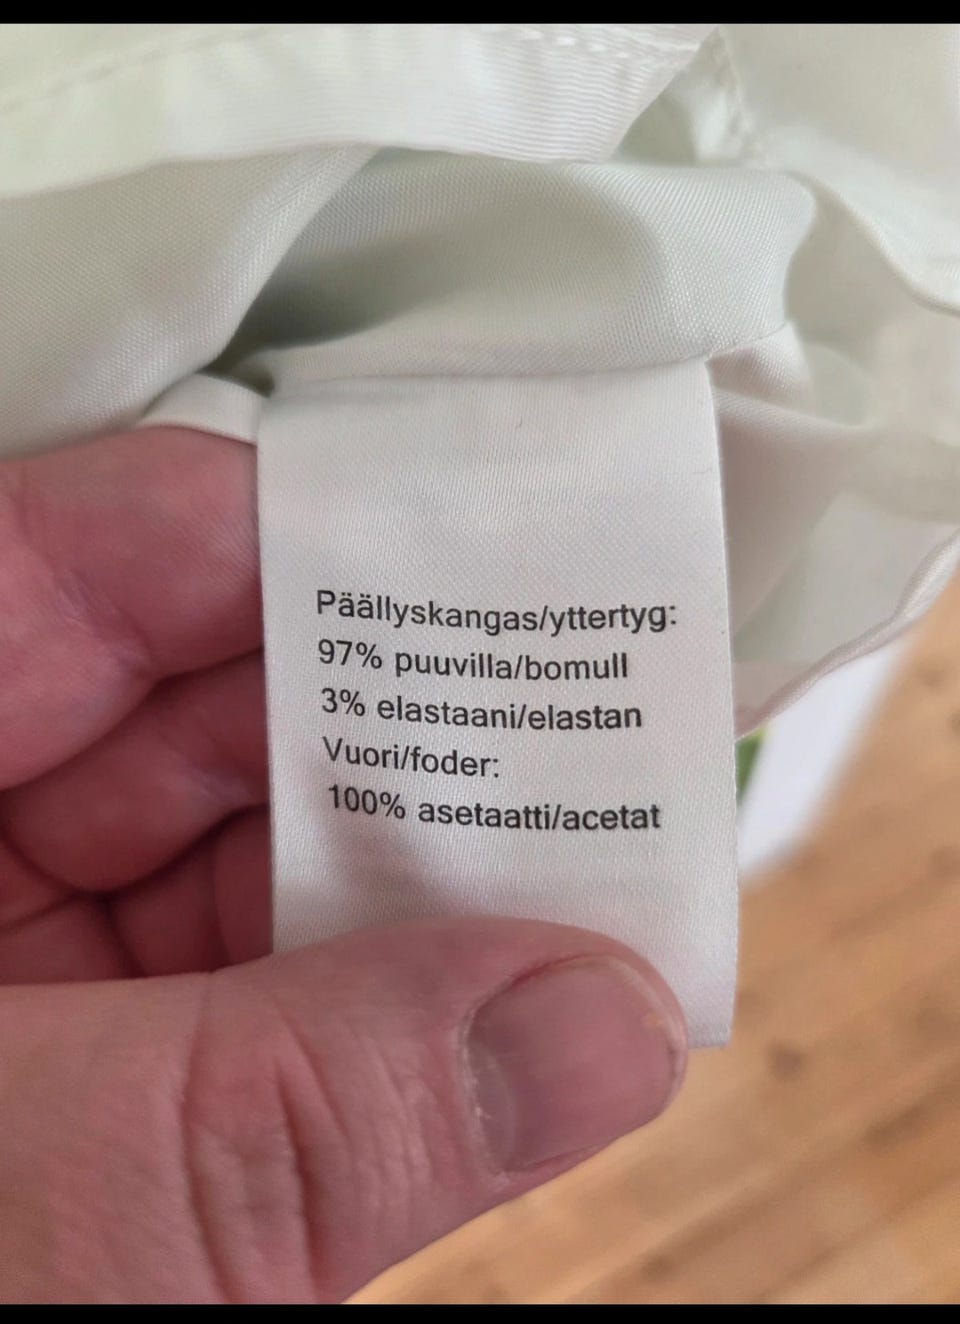 Päällyskangas/yttertyg:
97% puuvilla/bomull
3% elastaani/elastan
Vuori/foder:
100% asetaatti/acetat